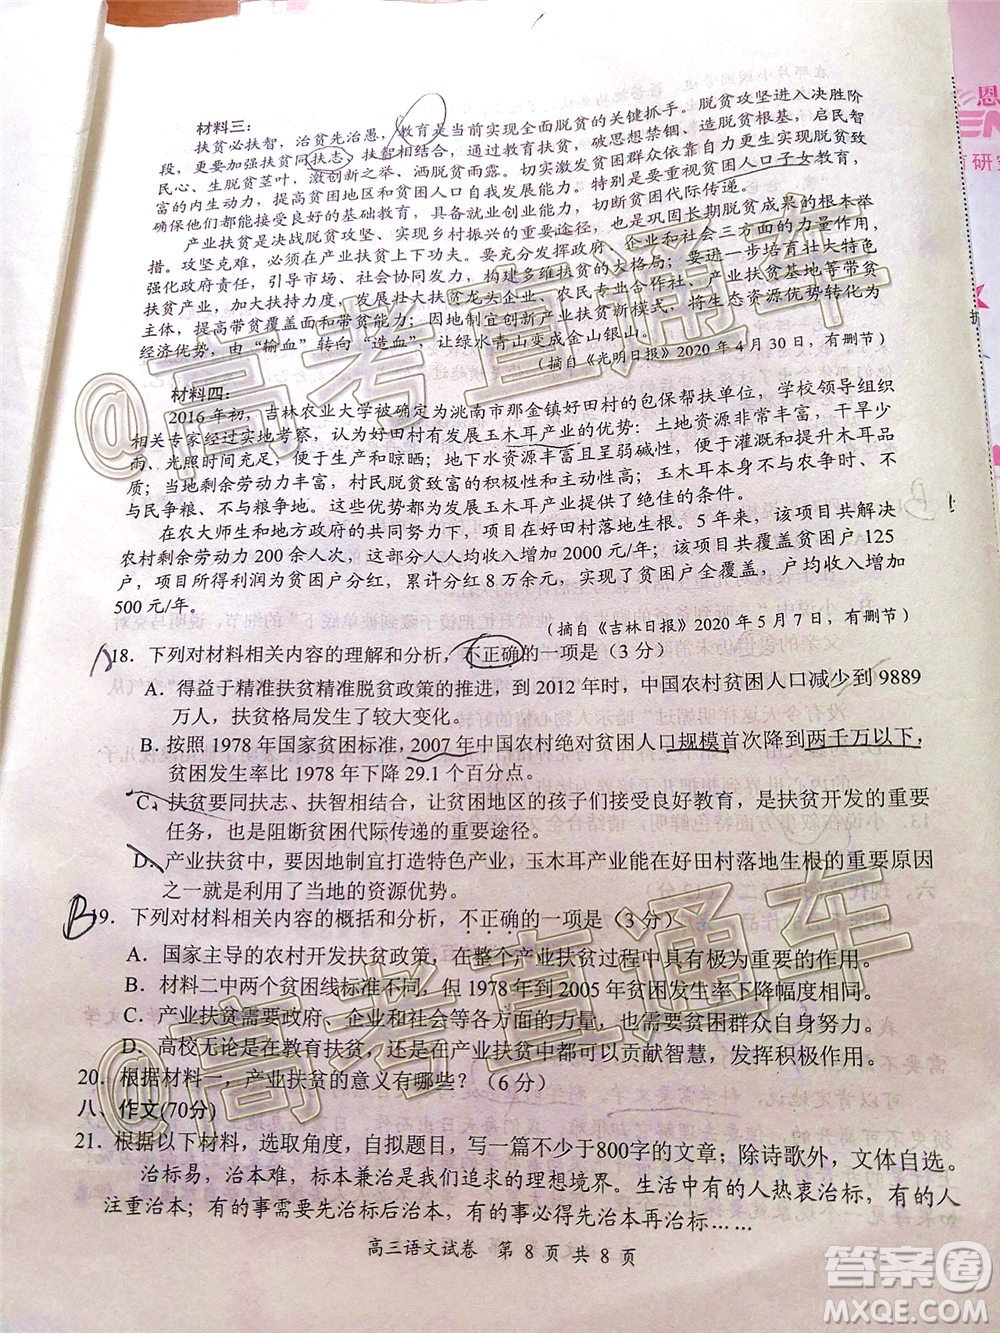 材料三：
扶贫必扶智，治贫先治愚，教育是当前实现全面脱贫的关键抓手。脱贫攻坚进入决胜阶
段，更要加强扶贫同扶志、扶智相结合，通过教育扶贫，破思想禁锢、造脱贫根基，启民智
民心、生脱贫茎叶，激创新之举、洒脱贫雨露。切实激发贫困群众在脱贫事业中更多更丰
富的内生动力，提高贫困地区和贫困人口自我发展能力。特别是要重视贫困人口子女教育，
使他们都能接受良好的基础教育，具备就业创业能力，切断贫困代际传递。
产业扶贫是决战脱贫攻坚、实现乡村振兴的重要途径，也是巩固长期脱贫成果的根本举
措。攻坚克难，必须在产业扶贫上下功夫。要充分发挥政府、企业和社会三方面的力量作用，
强化政府责任，引导市场、社会协同发力，构建多维扶贫的大格局；要进一步培育壮大特色
扶贫产业，加大扶持、发展壮大扶贫龙头企业、农民专业合作社、产业扶贫基地等带贫
主体，提高带贫覆盖面和带贫能力；因地制宜创新产业扶贫新模式，将生态资源优势转化为
经济优势，由“输血”转向“造血”，让绿水青山变成金山银山。
（摘自《光明日报》2020年4月30日，有删节）
材料四：
2016年初，吉林农业大学被确定为洮南市那金镇好田村的包保帮扶单位，学校领导组织
相关专家经过实地考察，认为好田村有发展玉木耳产业的优势：土地资源非常丰富，干旱少
雨、光照时间充足，便于生产和晾晒；地下水资源丰富且呈弱碱性，便于灌溉和提升木耳品
质；当地剩余劳动力丰富，村民脱贫致富的积极性和主动性高；玉木耳本身不与农争时、不
与民争粮、不与粮争地。这些优势都为发展玉木耳产业提供了绝佳的条件。
在农大师生和地方政府的共同努力下，项目在好田村落地生根。5年来，该项目共解决
农村剩余劳动力200余人次，人均收入增加2000元/年；该项目共覆盖贫困户125
户，项目所得利润为贫困户分红，累计分红8万余元，实现了贫困户全覆盖，户均收入增加
500元/年。
（摘自《吉林日报》2020年5月7日，有删节）
18．下列对材料相关内容的理解和分析，不正确的一项是（3分）
A．得益于精准扶贫精准脱贫政策的推进，到2012年时，中国农村贫困人口减少到9889
万人，扶贫格局发生了较大变化。
B．按照1978年国家贫困标准，2007年中国农村绝对贫困人口规模首次降到两千万以下，
贫困发生率比1978年下降29.1个百分点。
C．扶贫要同扶志、扶智相结合，让贫困地区的孩子们接受良好教育，是扶贫开发的重要
任务，也是阻断贫困代际传递的重要途径。
D．产业扶贫中，要因地制宜打造特色产业，玉木耳产业能在好田村落地生根的重要原因
之一就是利用了当地的资源优势。
19．下列对材料相关内容的概括和分析，不正确的一项是（3分）
A．国家主导的农村开发扶贫政策，在整个扶贫过程中具有极为重要的意义。
B．材料二中两个贫困线标准不同，但1978年到2005年贫困发生率下降幅度相同。
C．产业扶贫需要政府、企业和社会等各方面的力量，也需要贫困群众自身主动参与。
D．高校无论是在教育扶贫，还是在产业扶贫中都可以贡献智慧，发挥积极作用。
20．根据材料一，产业扶贫的意义有哪些？（6分）
八、作文(70分)
21．根据以下材料，选取角度，自拟题目，写一篇不少于800字的文章；除诗歌外，文体自选。
治标易，治本难，标本兼治是我们追求的理想境界。生活中有的人热衷治标，有的人
注重治本；有的事需要先治标后治本，有的事必得先治本再治标……
高三语文试卷 第8页共8页
@高考直通车
@高考直通车
答案圈
MXQE.COM